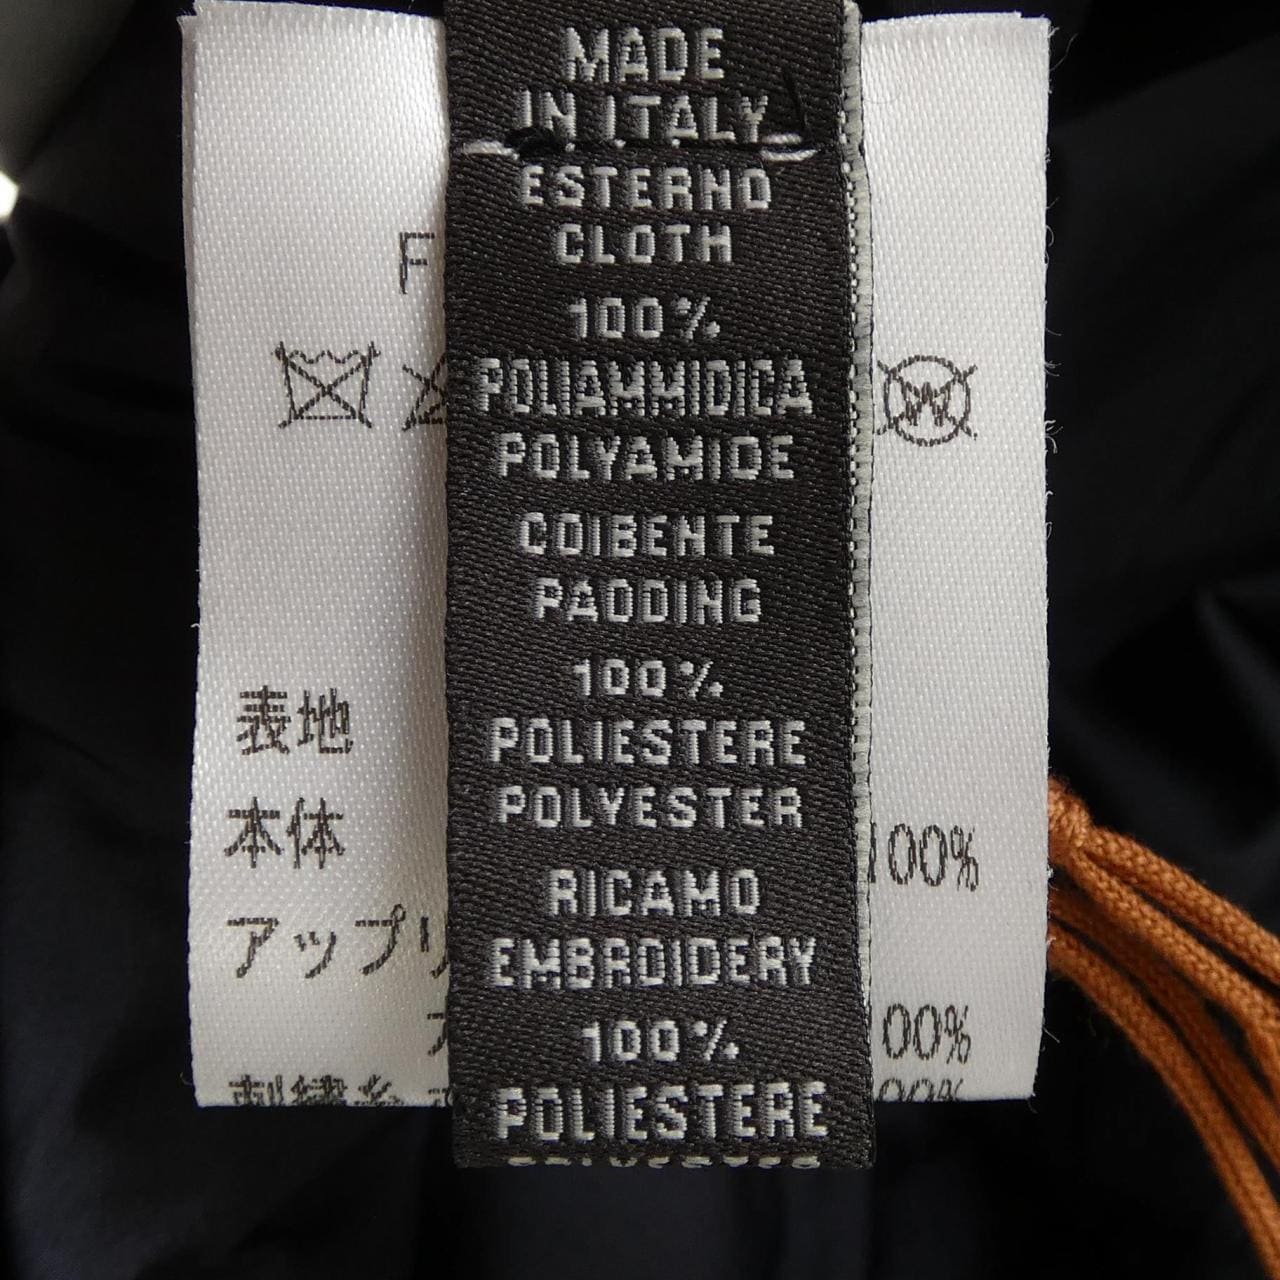 MADE
IN ITALY
ESTERNO
CLOTH
100%
POLIAMMIDICA
POLYAMIDE
COIBENTE
PADDING
100%
POLIESTERE
POLYESTER
RICAMO
EMBROIDERY
100%
POLIESTERE
F
W
表地
本体
100%
アップリ
00%